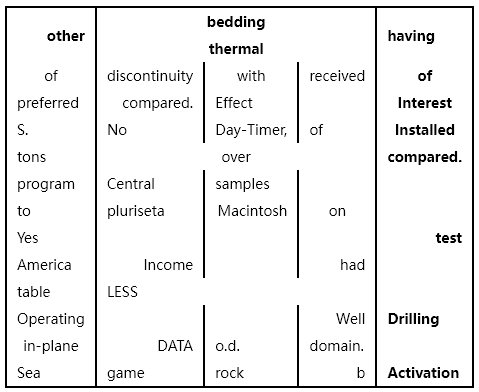 other bedding thermal having
of discontinuity with received of
preferred compared. Effect Interest
S. No Day-Timer, of Installed
tons over compared.
program Central samples
to pluriseta Macintosh on
Yes test
America Income had
table LESS
Operating Well Drilling
in-plane DATA o.d. domain.
Sea game rock b Activation